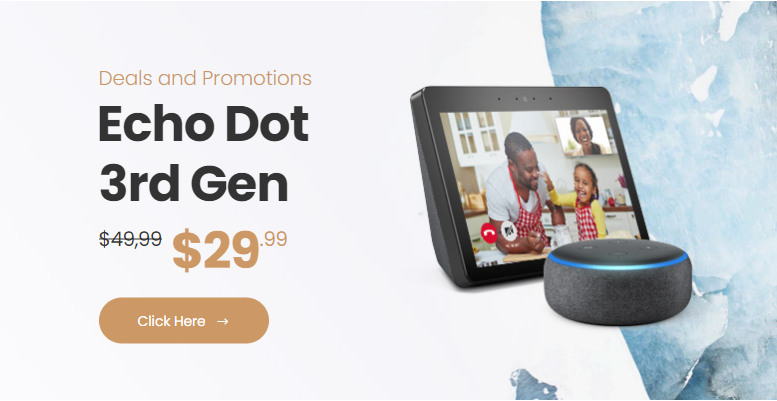 Deals and Promotions
Echo Dot
3rd Gen
$49,99 $29.99
Click Here →